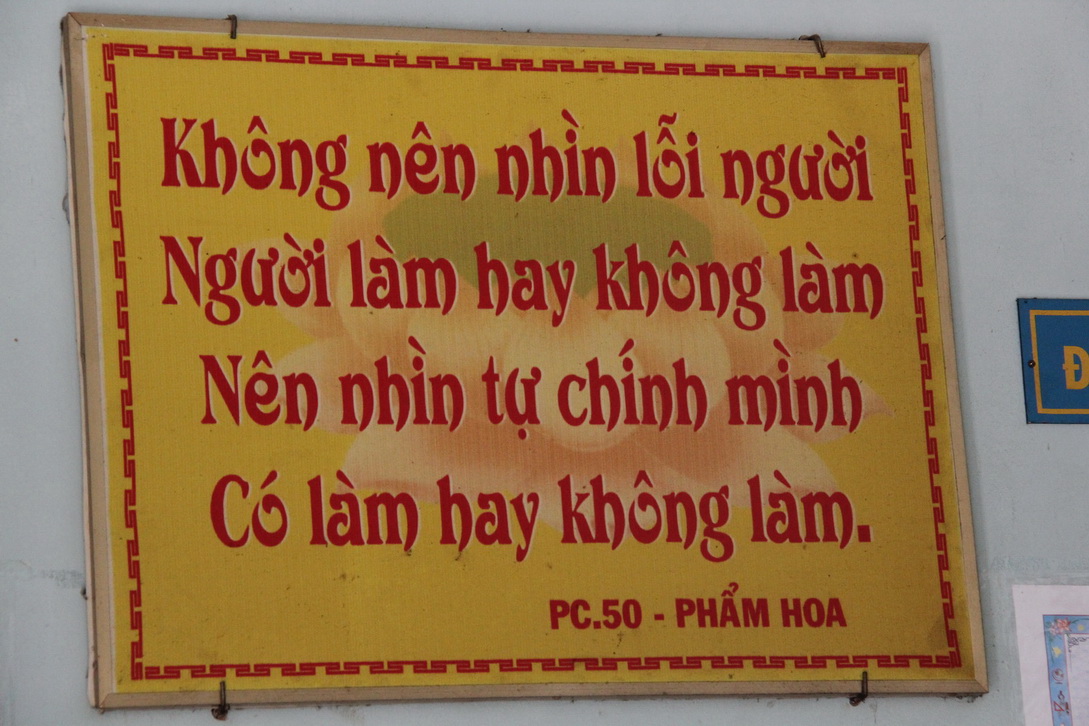 Không nên nhìn lỗi người
Người làm hay không làm
Nên nhìn tự chính mình
Có làm hay không làm.
PC.50 - PHẨM HOA
Đ